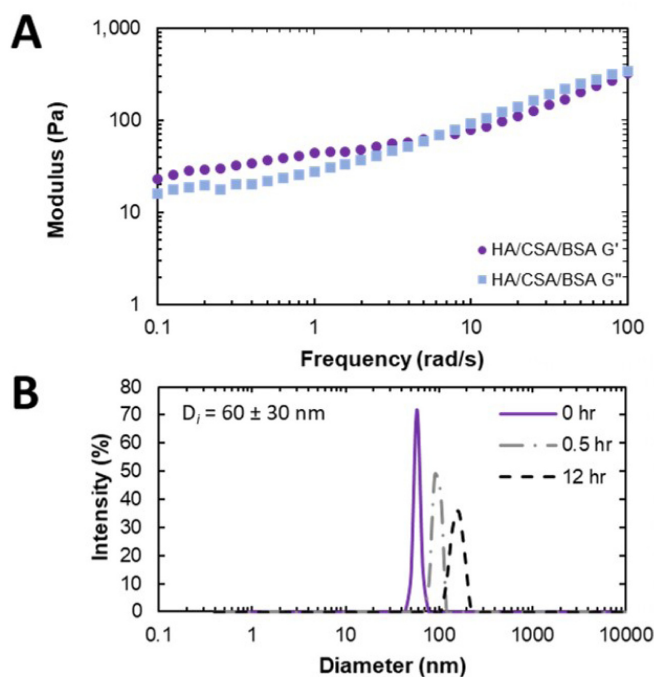 A
1,000
100
10
1
Modulus (Pa)
HA/CSA/BSA G'
HA/CSA/BSA G"
0.1
1
10
100
Frequency (rad/s)
B
80
70
60
50
40
30
20
10
0
Intensity (%)
Di = 60 ± 30 nm
0 hr
0.5 hr
12 hr
0.1
1
10
100
1000
10000
Diameter (nm)